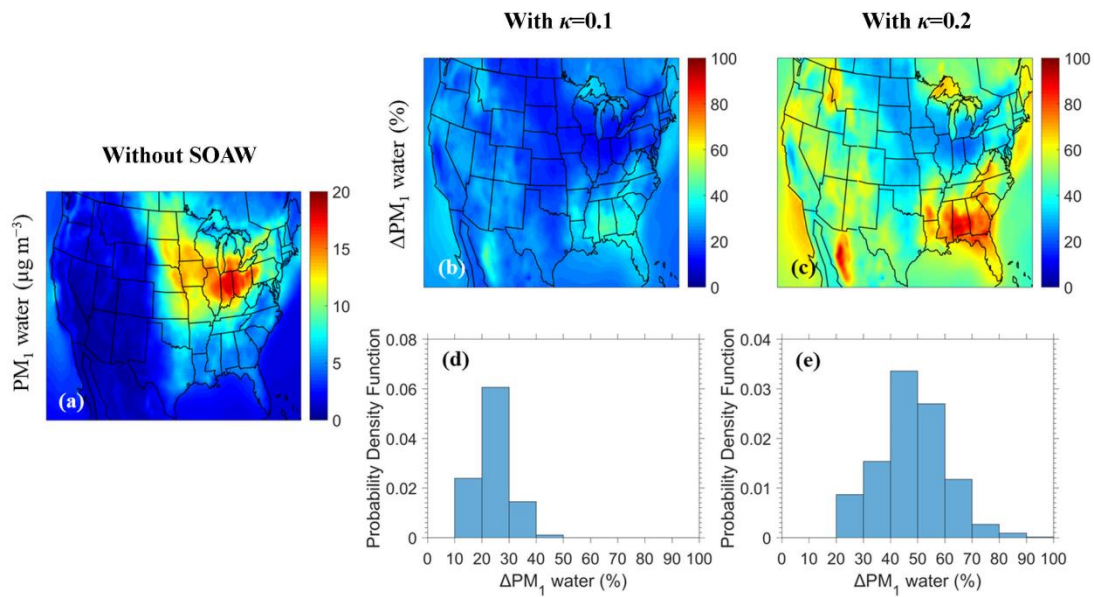 With κ=0.1
With κ=0.2
Without SOAW
PM₁ water (μg m⁻³)
20
15
10
5
0
(a)
ΔPM₁ water (%)
100
80
60
40
20
0
(b)
100
80
60
40
20
0
(c)
Probability Density Function
0.08
0.06
0.04
0.02
0
(d)
0 10 20 30 40 50 60 70 80 90 100
ΔPM₁ water (%)
Probability Density Function
0.04
0.03
0.02
0.01
0
(e)
0 10 20 30 40 50 60 70 80 90 100
ΔPM₁ water (%)